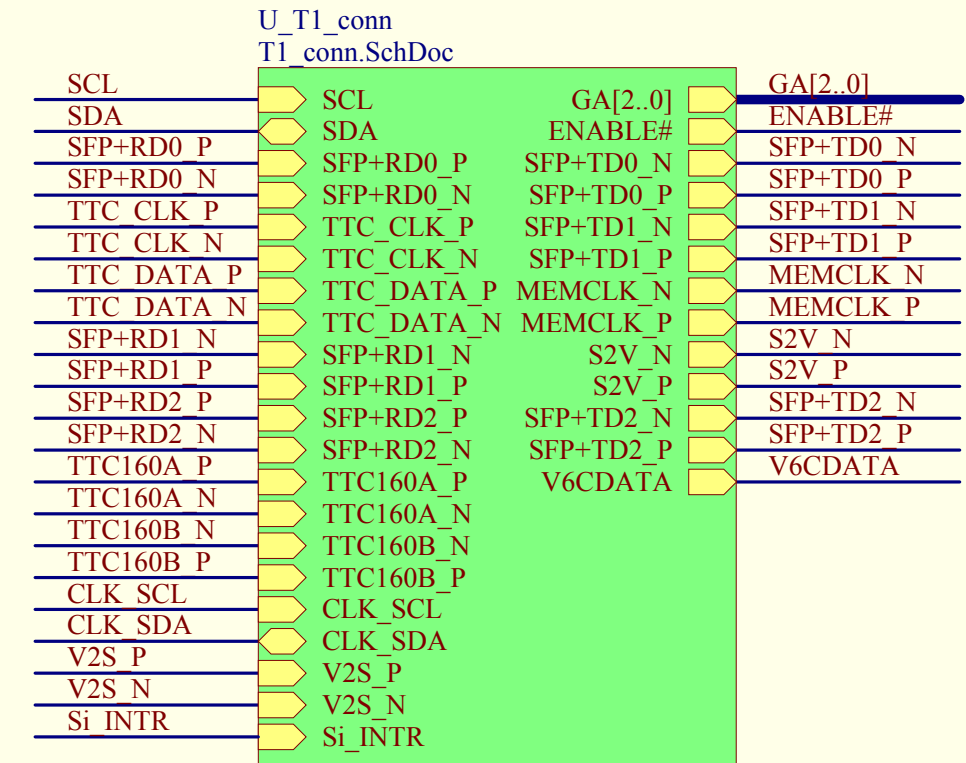 U_T1_conn
T1_conn.SchDoc
SCL SCL GA[2..0] GA[2..0]
SDA SDA ENABLE# ENABLE#
SFP+RD0_P SFP+RD0_P SFP+TD0_N SFP+TD0_N
SFP+RD0_N SFP+RD0_N SFP+TD0_P SFP+TD0_P
TTC_CLK_P TTC_CLK_P SFP+TD1_N SFP+TD1_N
TTC_CLK_N TTC_CLK_N SFP+TD1_P SFP+TD1_P
TTC_DATA_P TTC_DATA_P MEMCLK_N MEMCLK_N
TTC_DATA_N TTC_DATA_N MEMCLK_P MEMCLK_P
SFP+RD1_N SFP+RD1_N S2V_N S2V_N
SFP+RD1_P SFP+RD1_P S2V_P S2V_P
SFP+RD2_P SFP+RD2_P SFP+TD2_N SFP+TD2_N
SFP+RD2_N SFP+RD2_N SFP+TD2_P SFP+TD2_P
TTC160A_P TTC160A_P V6CDATA V6CDATA
TTC160A_N TTC160A_N
TTC160B_N TTC160B_N
TTC160B_P TTC160B_P
CLK_SCL CLK_SCL
CLK_SDA CLK_SDA
V2S_P V2S_P
V2S_N V2S_N
Si_INTR Si_INTR